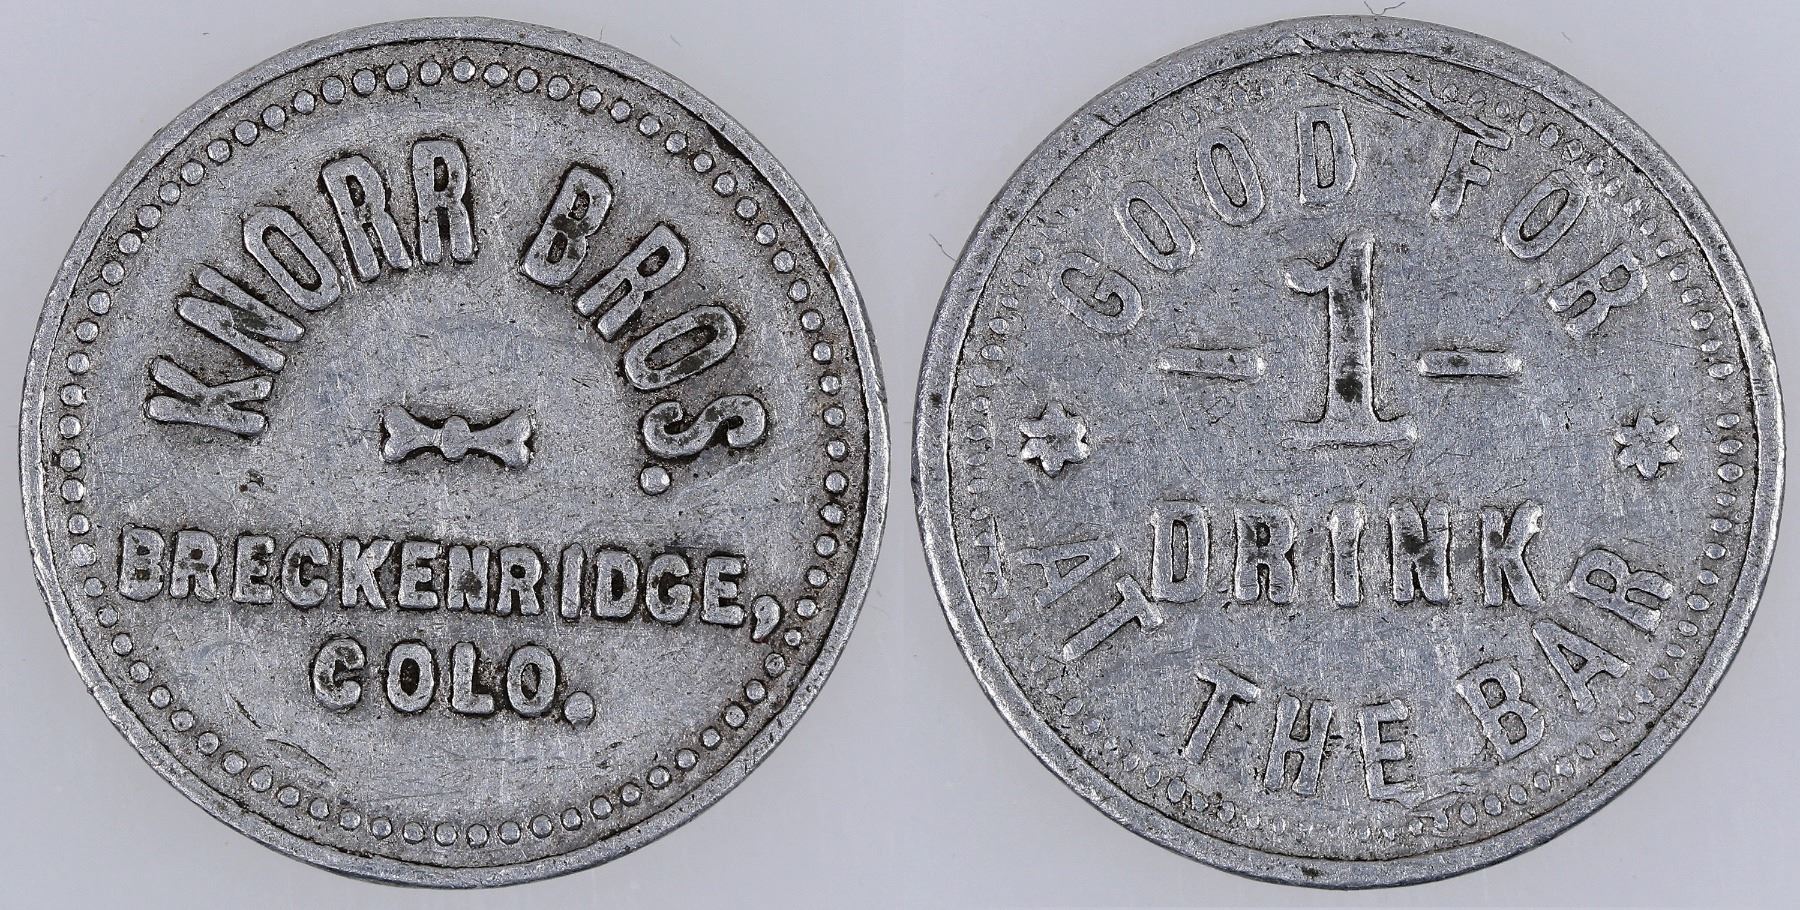 KNORR BROS.
BRECKENRIDGE,
COLO.
GOOD FOR
-1-
DRINK
AT THE BAR